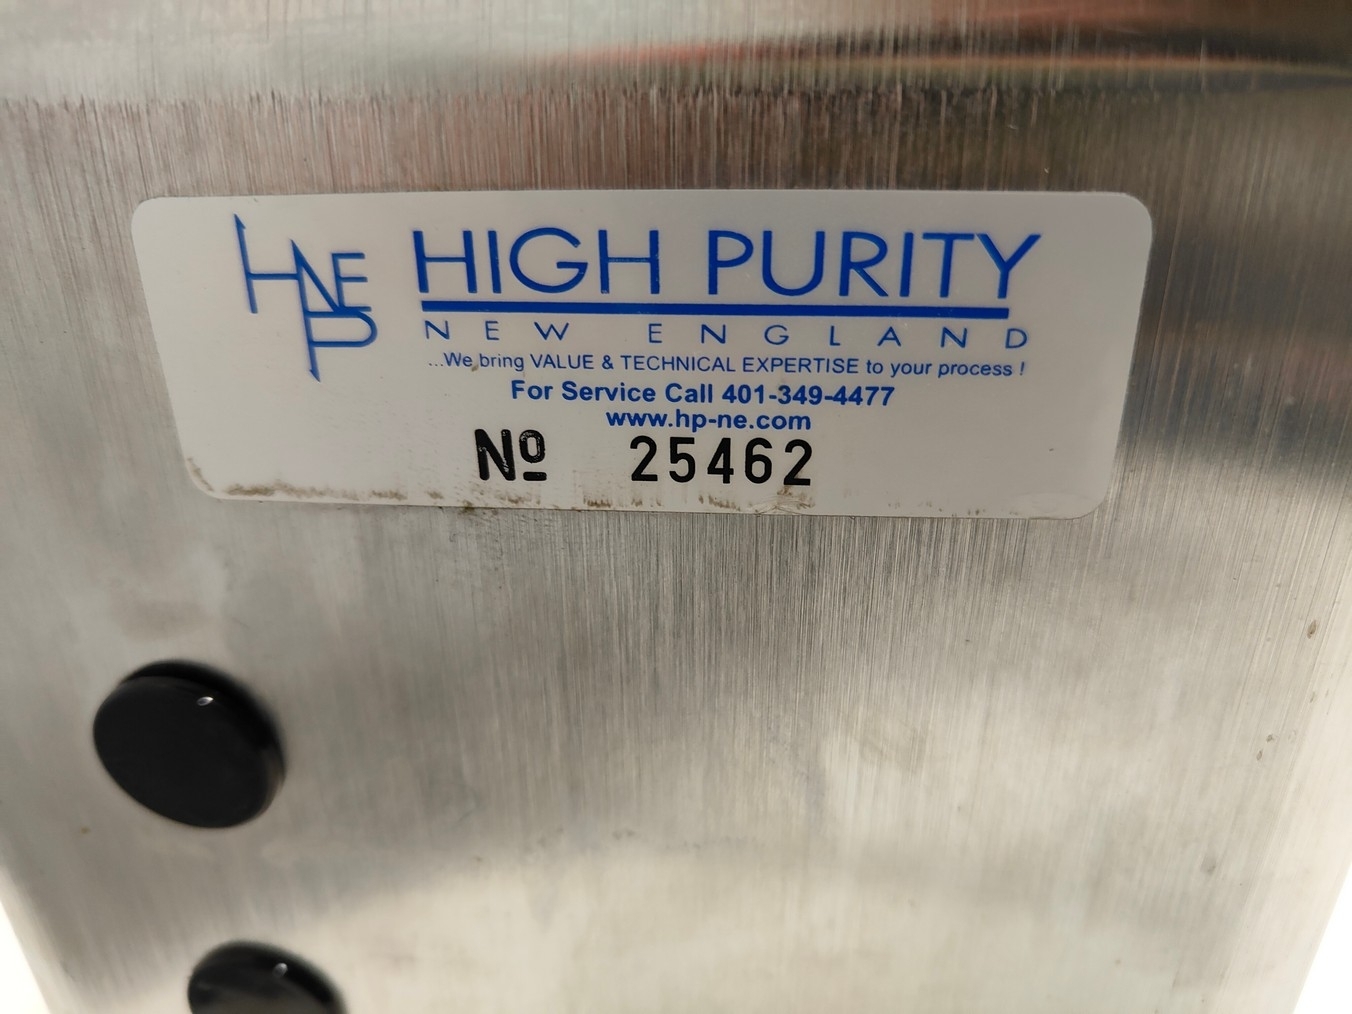 HNEP
HIGH PURITY
NEW ENGLAND
...We bring VALUE & TECHNICAL EXPERTISE to your process !
For Service Call 401-349-4477
www.hp-ne.com
Nº 25462